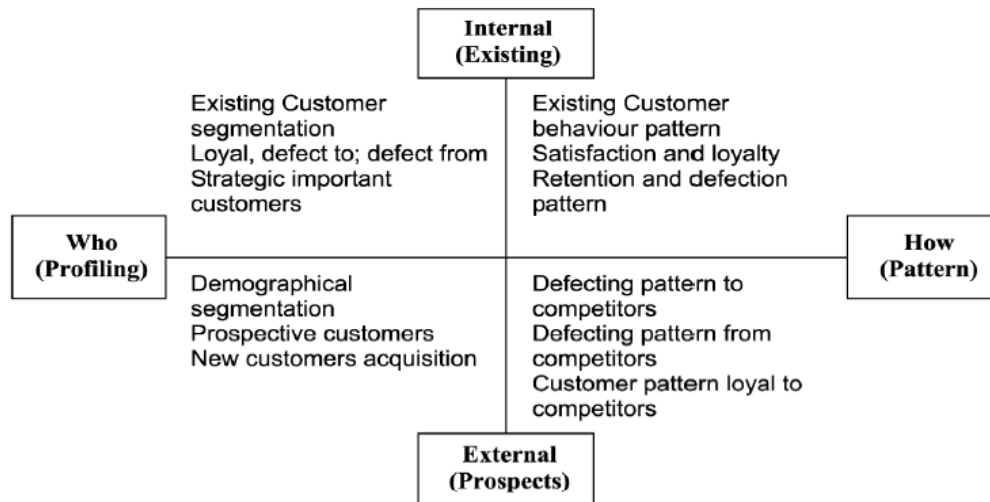 Internal
(Existing)
Existing Customer
segmentation
Loyal, defect to; defect from
Strategic important
customers
Existing Customer
behaviour pattern
Satisfaction and loyalty
Retention and defection
pattern
Who
(Profiling)
How
(Pattern)
Demographical
segmentation
Prospective customers
New customers acquisition
Defecting pattern to
competitors
Defecting pattern from
competitors
Customer pattern loyal to
competitors
External
(Prospects)